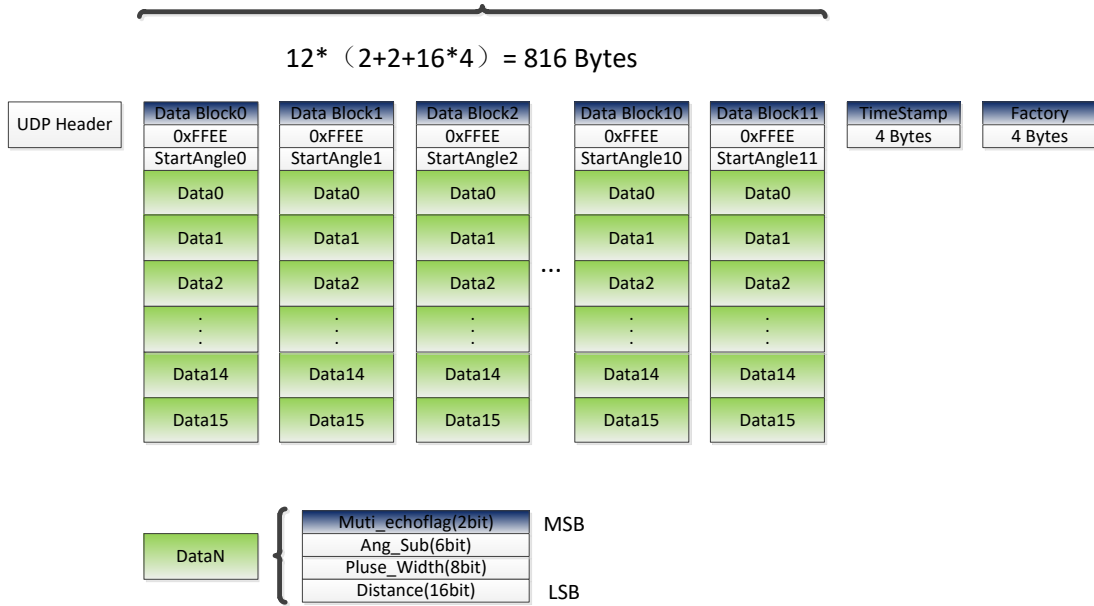 12*（2+2+16*4）= 816 Bytes
UDP Header
Data Block0
0xFFEE
StartAngle0
Data0
Data1
Data2
.
.
.
Data14
Data15
Data Block1
0xFFEE
StartAngle1
Data0
Data1
Data2
.
.
.
Data14
Data15
Data Block2
0xFFEE
StartAngle2
Data0
Data1
Data2
.
.
.
Data14
Data15
...
Data Block10
0xFFEE
StartAngle10
Data0
Data1
Data2
.
.
.
Data14
Data15
Data Block11
0xFFEE
StartAngle11
Data0
Data1
Data2
.
.
.
Data14
Data15
TimeStamp
4 Bytes
Factory
4 Bytes
DataN
Muti_echoflag(2bit)
MSB
Ang_Sub(6bit)
Pluse_Width(8bit)
Distance(16bit)
LSB